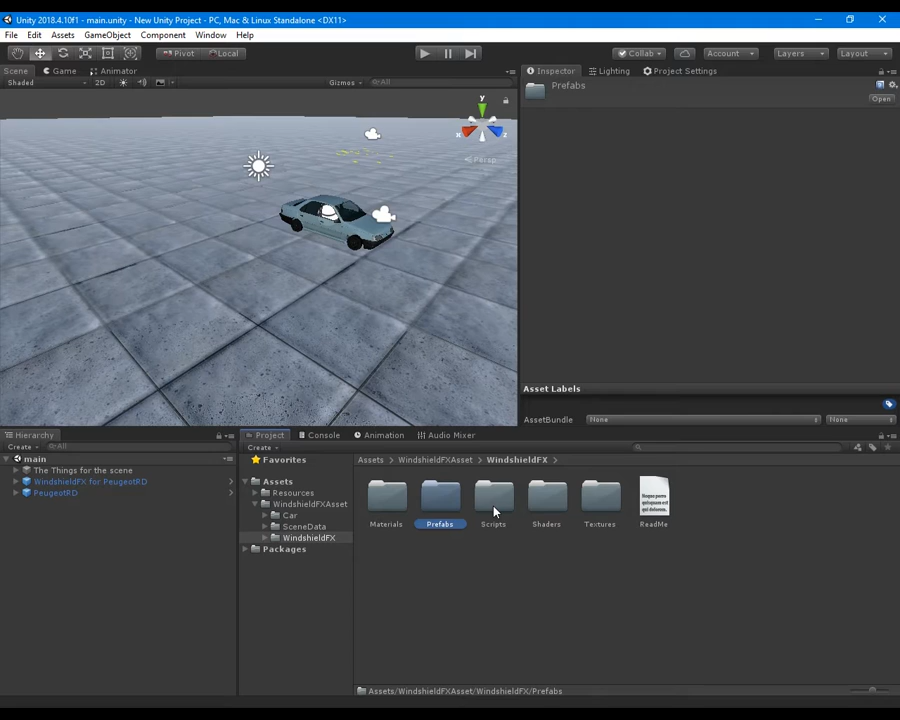 Unity 2018.4.10f1 - main.unity - New Unity Project - PC, Mac & Linux Standalone <DX11>
File Edit Assets GameObject Component Window Help
Pivot Local Collab Account Layers Layout
Scene Game Animator Inspector Lighting Project Settings
Shaded 2D Gizmos All Prefabs
Open
y
x z
Persp
Asset Labels
AssetBundle None None
Hierarchy Project Console Animation Audio Mixer
Create All Create
main Favorites Assets WindshieldFXAsset WindshieldFX
The Things for the scene
WindshieldFX for PeugeotRD Assets
PeugeotRD Resources
WindshieldFXAsset
Car
SceneData Materials Prefabs Scripts Shaders Textures ReadMe
WindshieldFX
Packages
Assets/WindshieldFXAsset/WindshieldFX/Prefabs